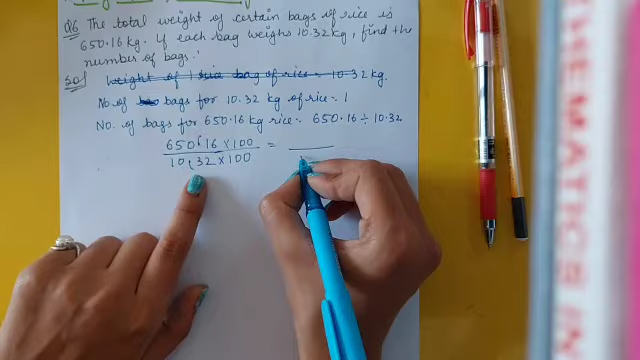 Q6 The total weight of certain bags of rice is
650.16 kg. If each bag weighs 10.32 kg, find the
number of bags.
Sol Weight of 1 bag of rice = 10.32 kg.
No of bags for 10.32 kg of rice = 1
No. of bags for 650.16 kg rice = 650.16 ÷ 10.32
650.16 × 100 =
10.32 × 100
THEMATICS IN